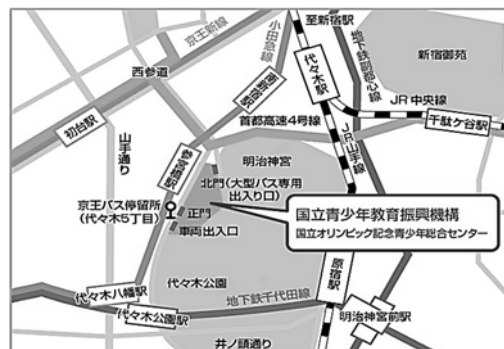 至新宿駅
京王新線
小田急線
地下鉄副都心線
新宿御苑
代々木駅
西参道
南新宿駅
JR中央線
初台駅
首都高速4号線
千駄ケ谷駅
山手通り
参宮橋駅
明治神宮
JR山手線
北門(大型バス専用
出入り口)
京王バス停留所
(代々木5丁目)
正門
車両出入口
国立青少年教育振興機構
国立オリンピック記念青少年総合センター
代々木公園
原宿駅
代々木八幡駅
地下鉄千代田線
代々木公園駅
明治神宮前駅
井ノ頭通り